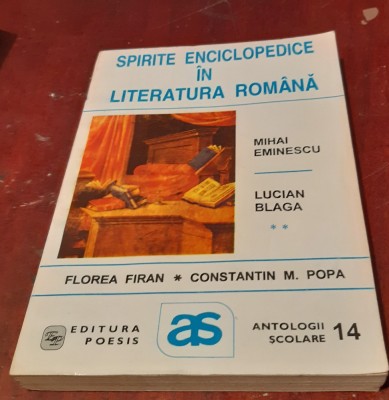 SPIRITE ENCICLOPEDICE
ÎN
LITERATURA ROMÂNĂ
MIHAI
EMINESCU
LUCIAN
BLAGA
**
FLOREA FIRAN * CONSTANTIN M. POPA
EDITURA
POESIS
as
ANTOLOGII
ȘCOLARE 14